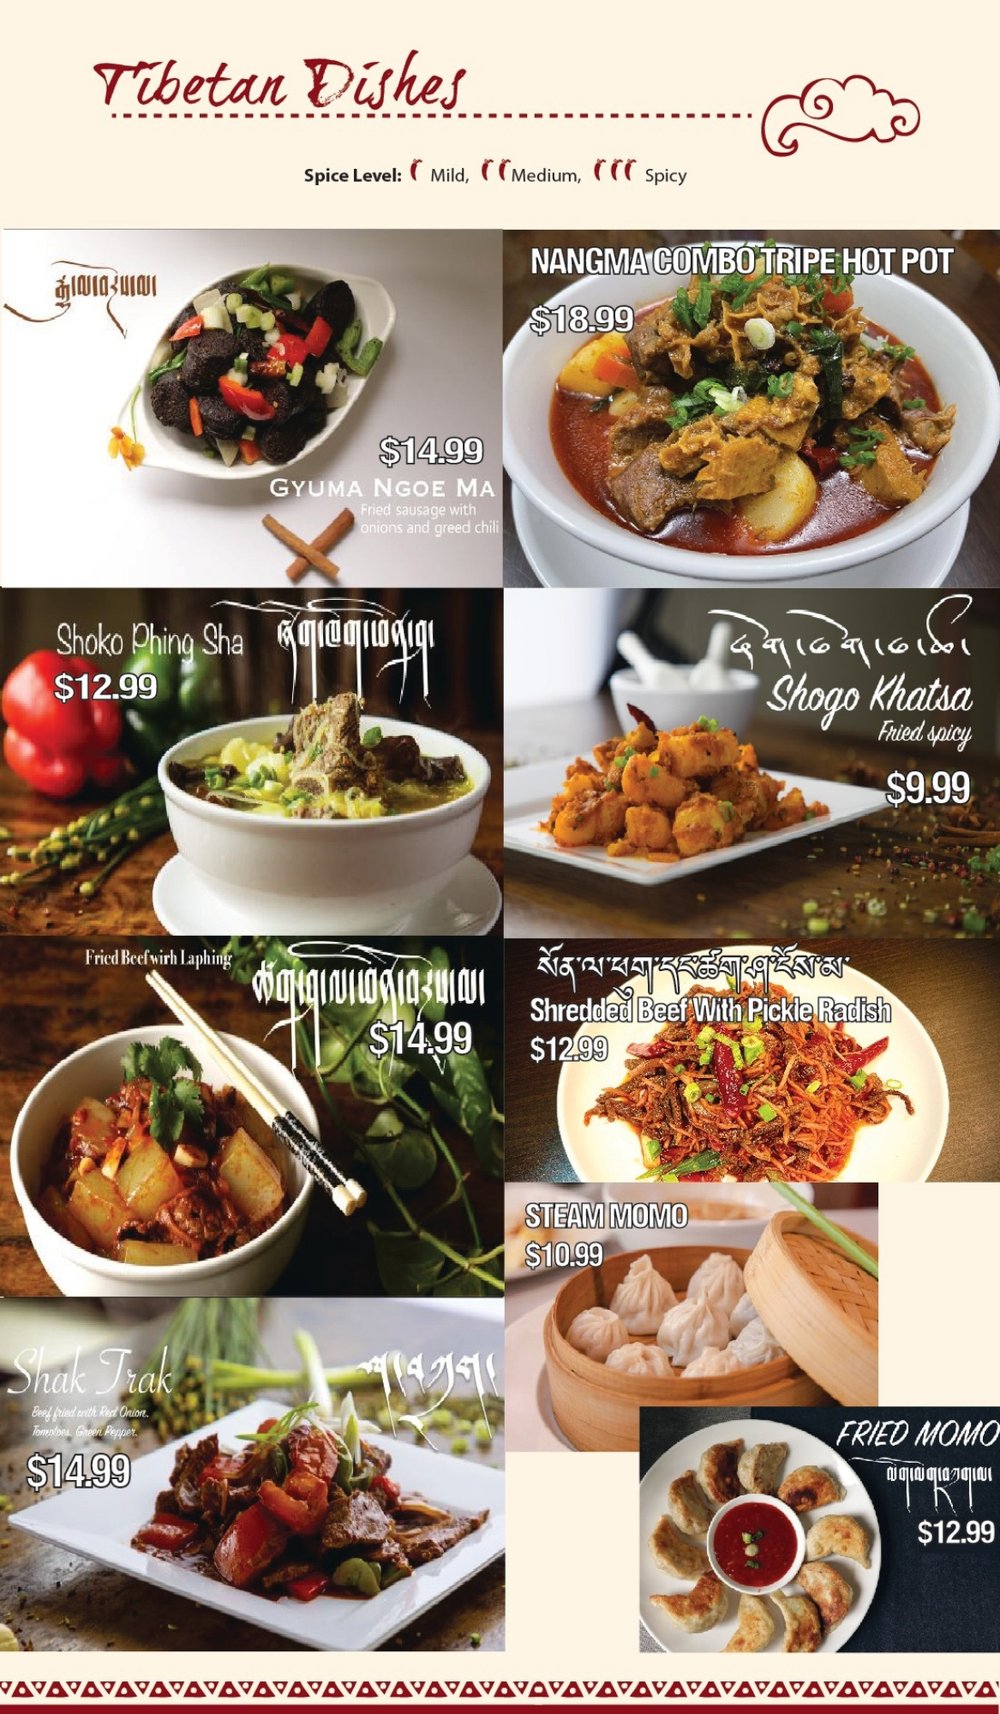 Tibetan Dishes
Spice Level: Mild, Medium, Spicy
$14.99
GYUMA NGOE MA
Fried sausage with
onions and greed chili
NANGMA COMBO TRIPE HOT POT
$18.99
Shoko Phing Sha
$12.99
Shogo Khatsa
Fried spicy
$9.99
Fried Beef wirh Laphing
$14.99
སོན་ལ་ཕུག་དང་ཚོག་ཤ་རྔོས་མ་
Shredded Beef With Pickle Radish
$12.99
STEAM MOMO
$10.99
Shak Trak
Beef fried with Red Onion.
Tomatoes, Green Pepper.
$14.99
FRIED MOMO
$12.99